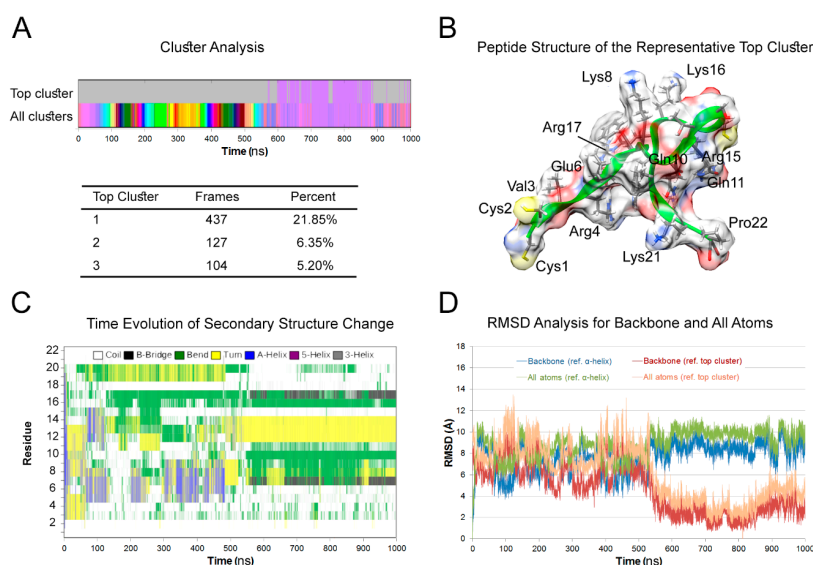 A
Cluster Analysis
Top cluster
All clusters
0 100 200 300 400 500 600 700 800 900 1000
Time (ns)
Top Cluster Frames Percent
1 437 21.85%
2 127 6.35%
3 104 5.20%
B
Peptide Structure of the Representative Top Cluster
Lys8
Lys16
Arg17
Glu6
Gln10
Arg15
Val3
Gln11
Cys2
Pro22
Arg4
Lys21
Cys1
C
Time Evolution of Secondary Structure Change
Coil B-Bridge Bend Turn A-Helix 5-Helix 3-Helix
Residue
22
20
18
16
14
12
10
8
6
4
2
0 100 200 300 400 500 600 700 800 900 1000
Time (ns)
D
RMSD Analysis for Backbone and All Atoms
Backbone (ref. α-helix) Backbone (ref. top cluster)
All atoms (ref. α-helix) All atoms (ref. top cluster)
RMSD (Å)
18
16
14
12
10
8
6
4
2
0
0 100 200 300 400 500 600 700 800 900 1000
Time (ns)